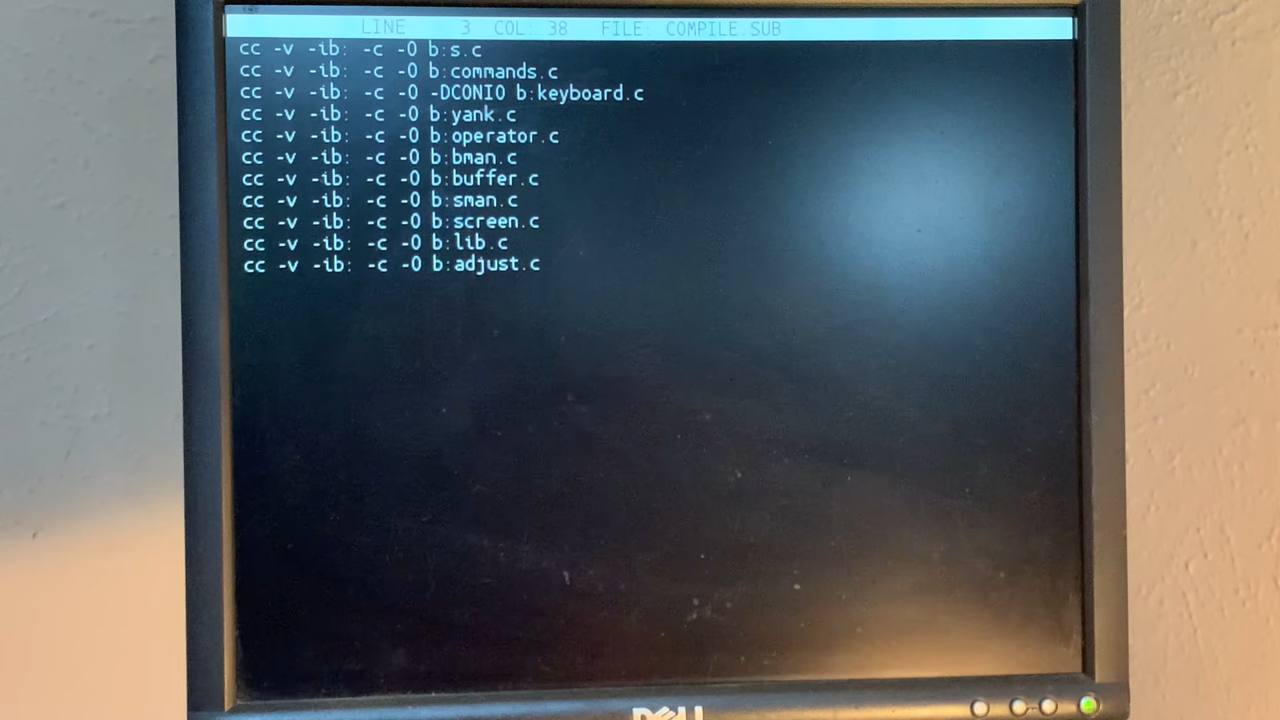 LINE 3 COL: 38 FILE: COMPILE.SUB
cc -v -ib: -c -O b:s.c
cc -v -ib: -c -O b:commands.c
cc -v -ib: -c -O -DCONIO b:keyboard.c
cc -v -ib: -c -O b:yank.c
cc -v -ib: -c -O b:operator.c
cc -v -ib: -c -O b:bman.c
cc -v -ib: -c -O b:buffer.c
cc -v -ib: -c -O b:sman.c
cc -v -ib: -c -O b:screen.c
cc -v -ib: -c -O b:lib.c
cc -v -ib: -c -O b:adjust.c
DELL